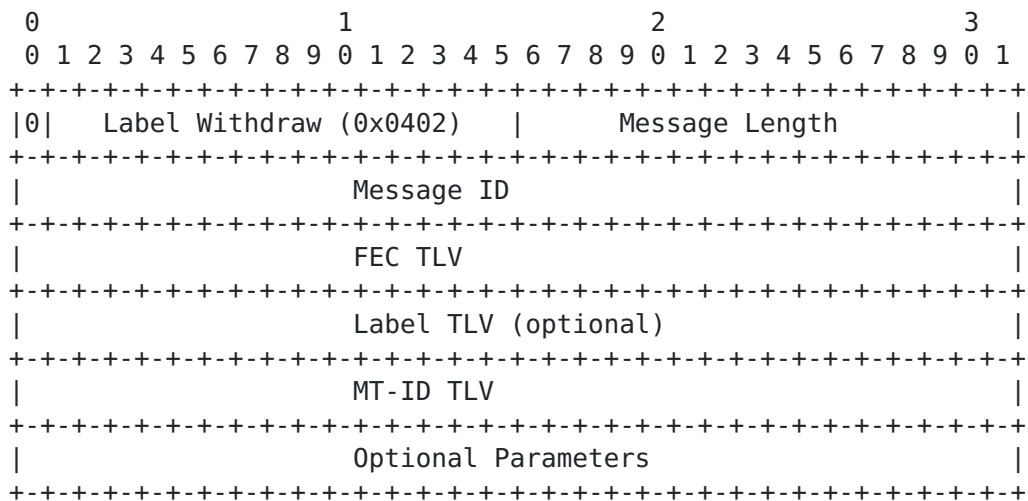 0                   1                   2                   3
0 1 2 3 4 5 6 7 8 9 0 1 2 3 4 5 6 7 8 9 0 1 2 3 4 5 6 7 8 9 0 1
+-+-+-+-+-+-+-+-+-+-+-+-+-+-+-+-+-+-+-+-+-+-+-+-+-+-+-+-+-+-+-+-+
|0|   Label Withdraw (0x0402)   |      Message Length           |
+-+-+-+-+-+-+-+-+-+-+-+-+-+-+-+-+-+-+-+-+-+-+-+-+-+-+-+-+-+-+-+-+
|                     Message ID                                |
+-+-+-+-+-+-+-+-+-+-+-+-+-+-+-+-+-+-+-+-+-+-+-+-+-+-+-+-+-+-+-+-+
|                     FEC TLV                                   |
+-+-+-+-+-+-+-+-+-+-+-+-+-+-+-+-+-+-+-+-+-+-+-+-+-+-+-+-+-+-+-+-+
|                     Label TLV (optional)                      |
+-+-+-+-+-+-+-+-+-+-+-+-+-+-+-+-+-+-+-+-+-+-+-+-+-+-+-+-+-+-+-+-+
|                     MT-ID TLV                                 |
+-+-+-+-+-+-+-+-+-+-+-+-+-+-+-+-+-+-+-+-+-+-+-+-+-+-+-+-+-+-+-+-+
|                     Optional Parameters                       |
+-+-+-+-+-+-+-+-+-+-+-+-+-+-+-+-+-+-+-+-+-+-+-+-+-+-+-+-+-+-+-+-+